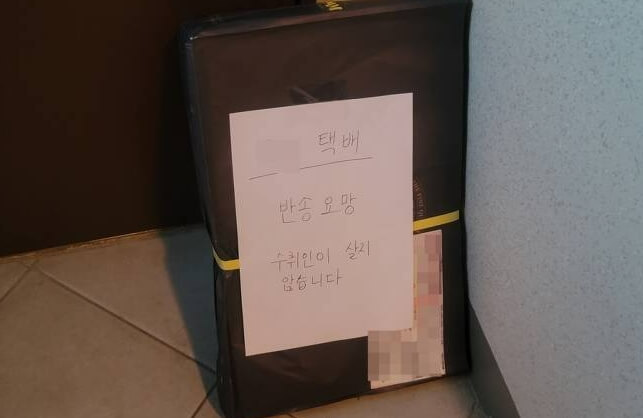 택배
반송 요망
수취인이 살지
않습니다